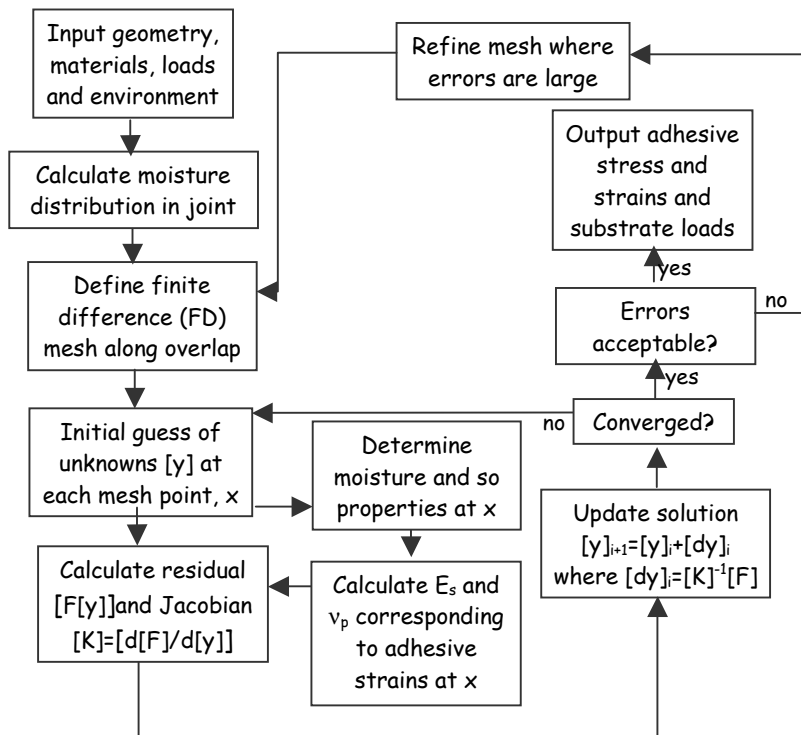 Input geometry,
materials, loads
and environment
Calculate moisture
distribution in joint
Define finite
difference (FD)
mesh along overlap
Initial guess of
unknowns [y] at
each mesh point, x
Determine
moisture and so
properties at x
Calculate Eₛ and
νₚ corresponding
to adhesive
strains at x
Calculate residual
[F[y]]and Jacobian
[K]=[d[F]/d[y]]
Update solution
[y]ᵢ₊₁=[y]ᵢ+[dy]ᵢ
where [dy]ᵢ=[K]⁻¹[F]
Converged?
no
yes
Errors
acceptable?
no
yes
Output adhesive
stress and
strains and
substrate loads
Refine mesh where
errors are large